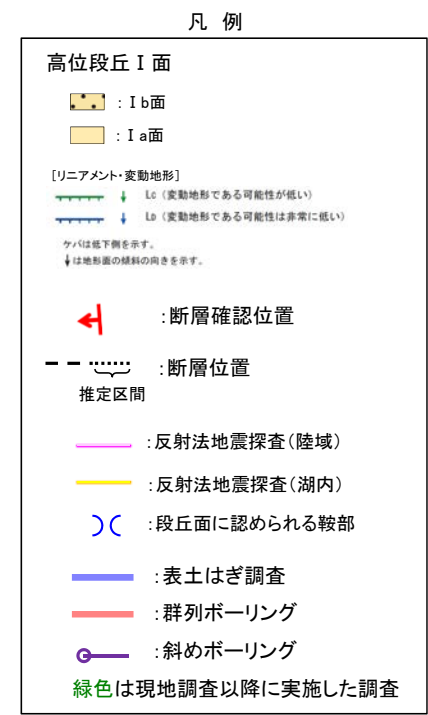 凡 例
高位段丘Ⅰ面
：Ⅰb面
：Ⅰa面
[リニアメント・変動地形]
Lc（変動地形である可能性が低い）
LD（変動地形である可能性は非常に低い）
ケバは低下側を示す。
↓は地形面の傾斜の向きを示す。
：断層確認位置
：断層位置
推定区間
：反射法地震探査（陸域）
：反射法地震探査（湖内）
：段丘面に認められる鞍部
：表土はぎ調査
：群列ボーリング
：斜めボーリング
緑色は現地調査以降に実施した調査